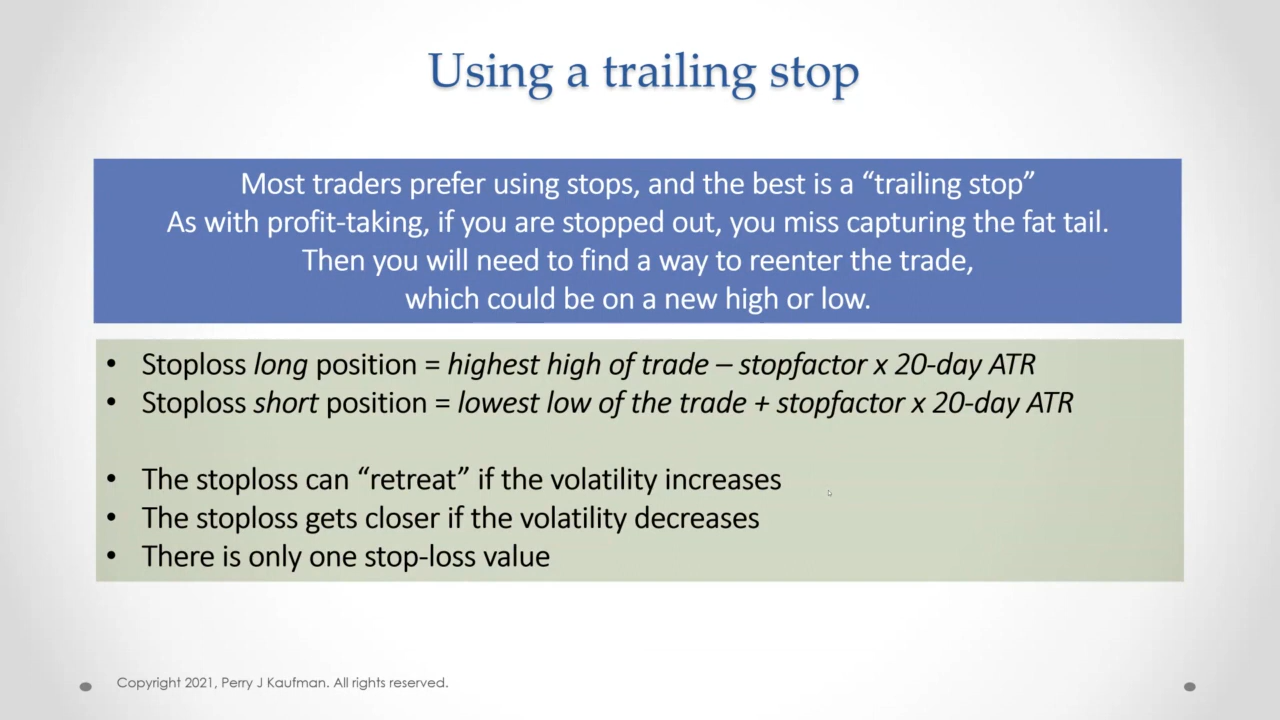 Using a trailing stop
Most traders prefer using stops, and the best is a “trailing stop”
As with profit-taking, if you are stopped out, you miss capturing the fat tail.
Then you will need to find a way to reenter the trade,
which could be on a new high or low.
• Stoploss long position = highest high of trade – stopfactor x 20-day ATR
• Stoploss short position = lowest low of the trade + stopfactor x 20-day ATR
• The stoploss can “retreat” if the volatility increases
• The stoploss gets closer if the volatility decreases
• There is only one stop-loss value
Copyright 2021, Perry J Kaufman. All rights reserved.